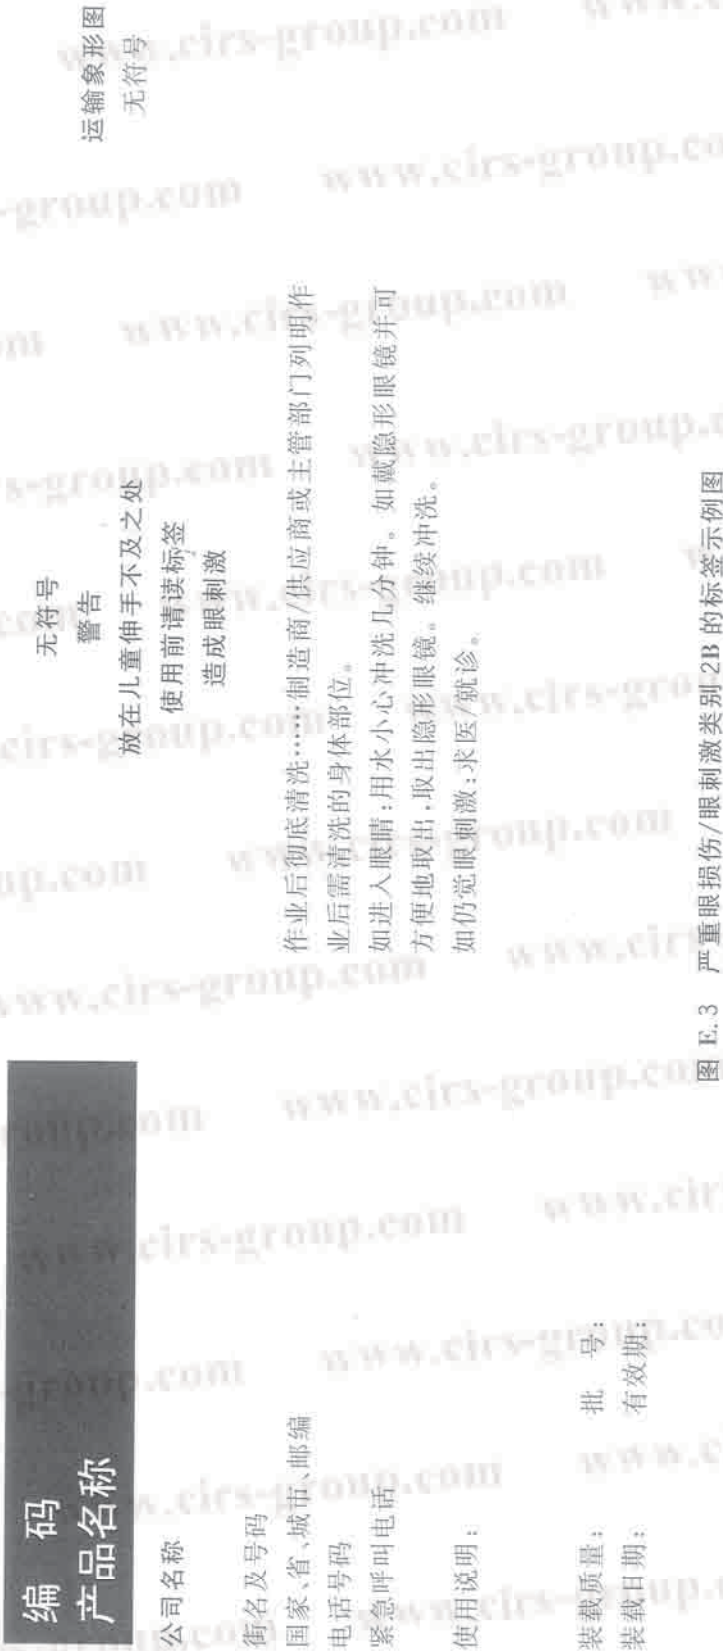 编 码
产品名称
公司名称
街名及号码
国家、省、城市、邮编
电话号码
紧急呼叫电话
使用说明：
装载质量： 批 号：
装载日期： 有效期：
无符号
警告
放在儿童伸手不及之处
使用前请读标签
造成眼刺激
作业后彻底清洗……制造商/供应商或主管部门列明作
业后需清洗的身体部位。
如进入眼睛：用水小心冲洗几分钟。如戴隐形眼镜并可
方便地取出，取出隐形眼镜。继续冲洗。
如仍觉眼刺激：求医/就诊。
运输象形图
无符号
图 E.3 严重眼损伤/眼刺激类别 2B 的标签示例图
www.cirs-group.com